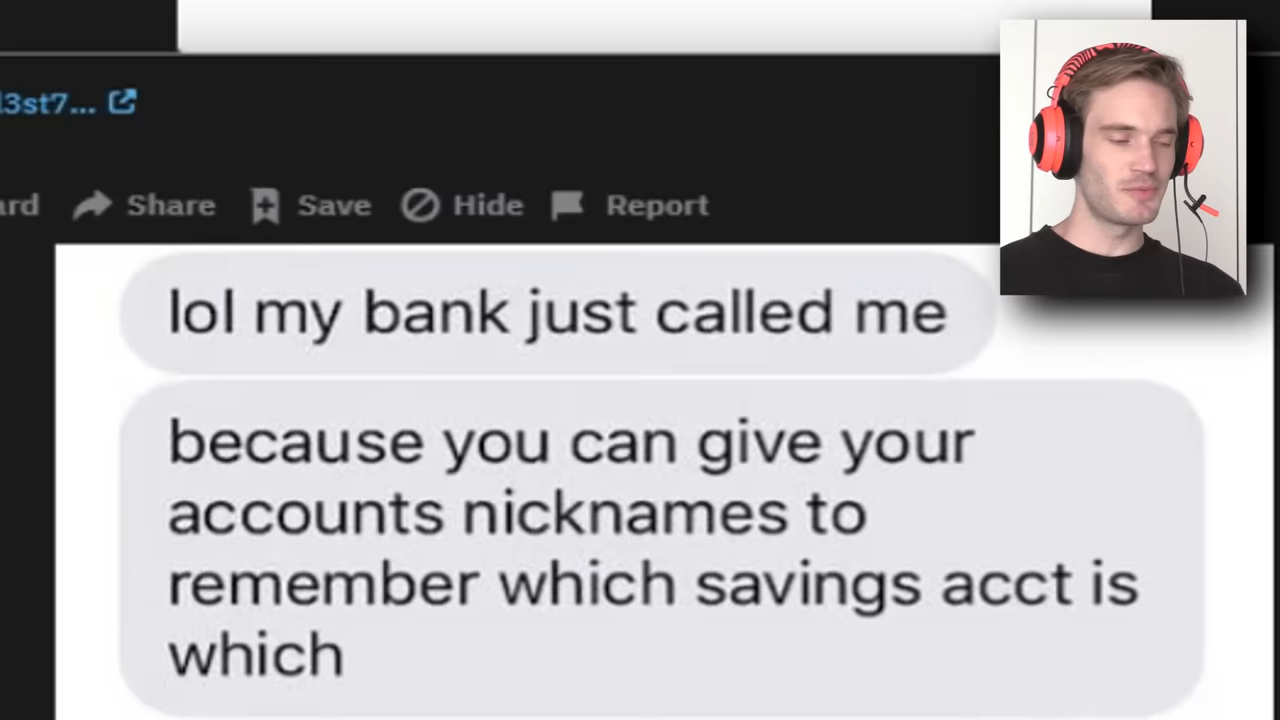 l3st7...
ard Share Save Hide Report
lol my bank just called me
because you can give your
accounts nicknames to
remember which savings acct is
which